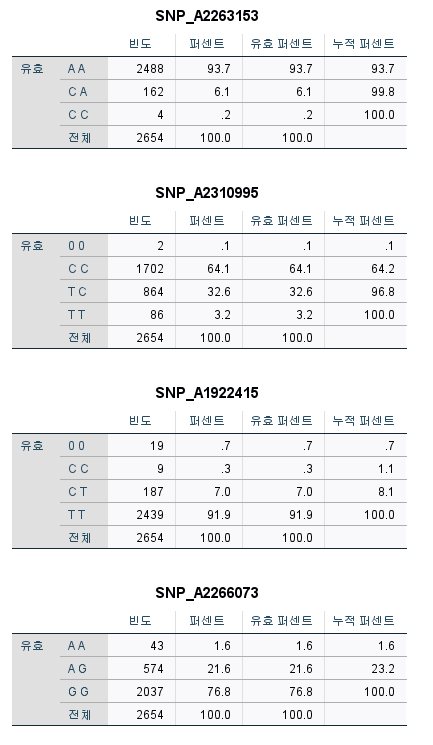 SNP_A2263153
빈도 퍼센트 유효 퍼센트 누적 퍼센트
유효 A A 2488 93.7 93.7 93.7
C A 162 6.1 6.1 99.8
C C 4 .2 .2 100.0
전체 2654 100.0 100.0
SNP_A2310995
빈도 퍼센트 유효 퍼센트 누적 퍼센트
유효 0 0 2 .1 .1 .1
C C 1702 64.1 64.1 64.2
T C 864 32.6 32.6 96.8
T T 86 3.2 3.2 100.0
전체 2654 100.0 100.0
SNP_A1922415
빈도 퍼센트 유효 퍼센트 누적 퍼센트
유효 0 0 19 .7 .7 .7
C C 9 .3 .3 1.1
C T 187 7.0 7.0 8.1
T T 2439 91.9 91.9 100.0
전체 2654 100.0 100.0
SNP_A2266073
빈도 퍼센트 유효 퍼센트 누적 퍼센트
유효 A A 43 1.6 1.6 1.6
A G 574 21.6 21.6 23.2
G G 2037 76.8 76.8 100.0
전체 2654 100.0 100.0